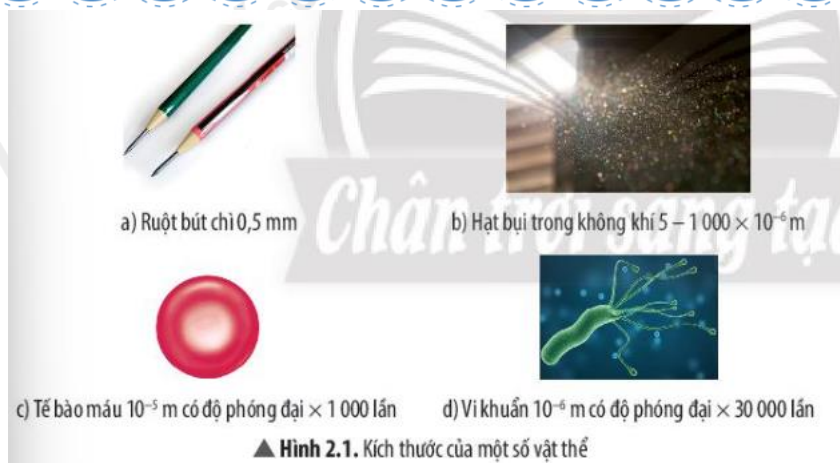 a) Ruột bút chì 0,5 mm
b) Hạt bụi trong không khí 5 – 1 000 × 10⁻⁶ m
Chân trời sáng tạo
c) Tế bào máu 10⁻⁵ m có độ phóng đại × 1 000 lần
d) Vi khuẩn 10⁻⁶ m có độ phóng đại × 30 000 lần
▲ Hình 2.1. Kích thước của một số vật thể